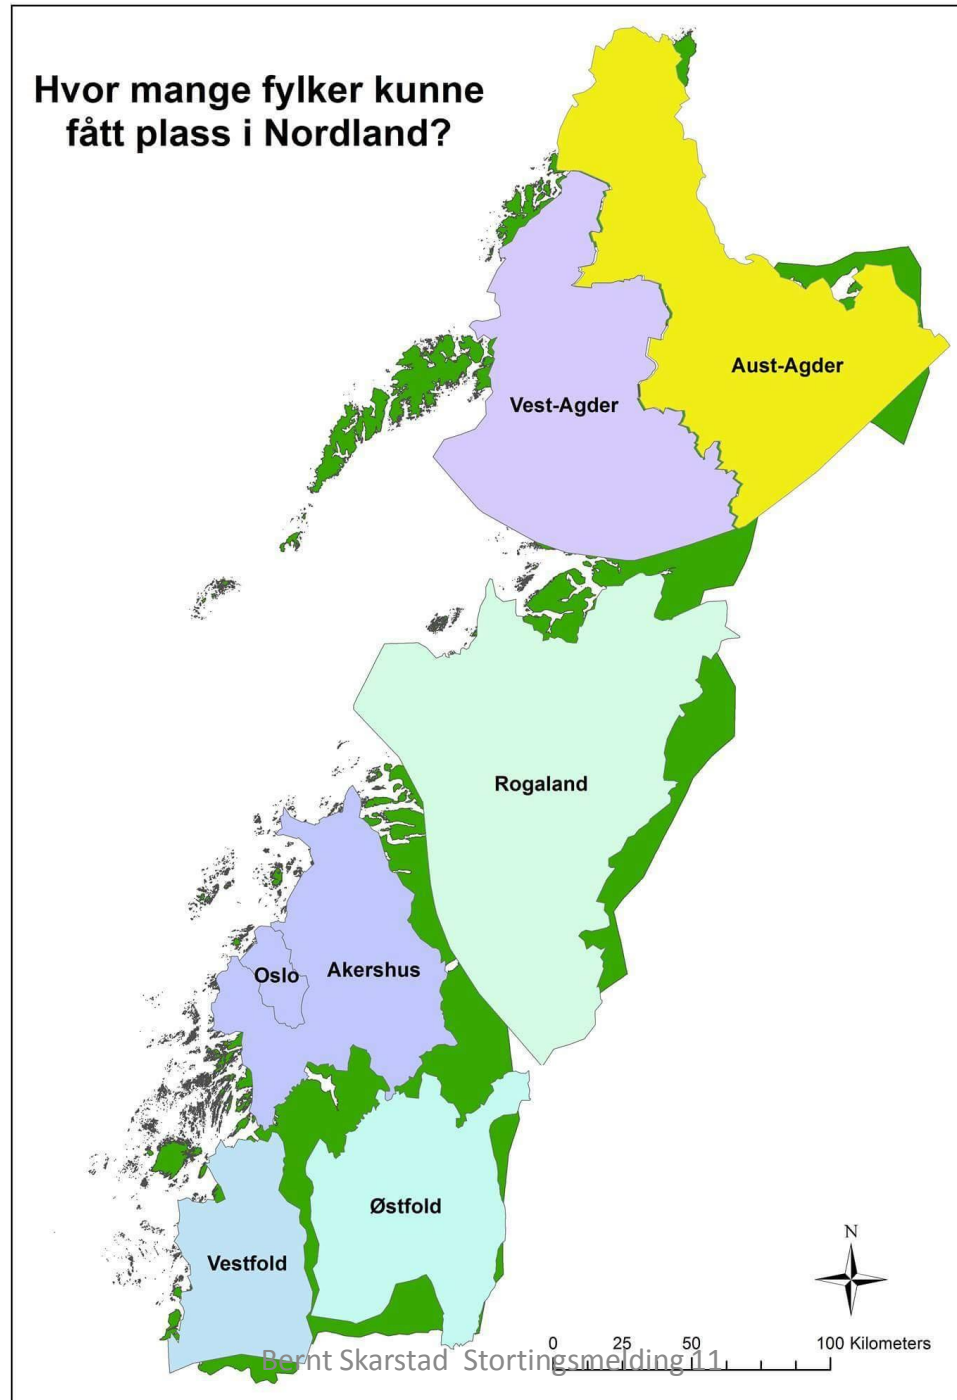 Hvor mange fylker kunne
fått plass i Nordland?
Aust-Agder
Vest-Agder
Rogaland
Oslo
Akershus
Østfold
Vestfold
N
0 25 50 100 Kilometers
Bernt Skarstad Stortingsmelding 11